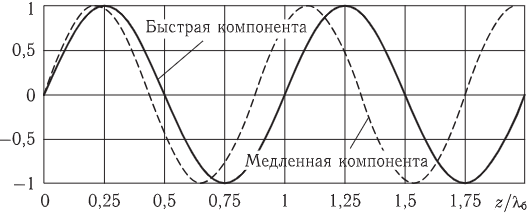 1
Быстрая компонента
0,5
0
−0,5
Медленная компонента
−1
0 0,25 0,5 0,75 1 1,25 1,5 1,75 z/λб